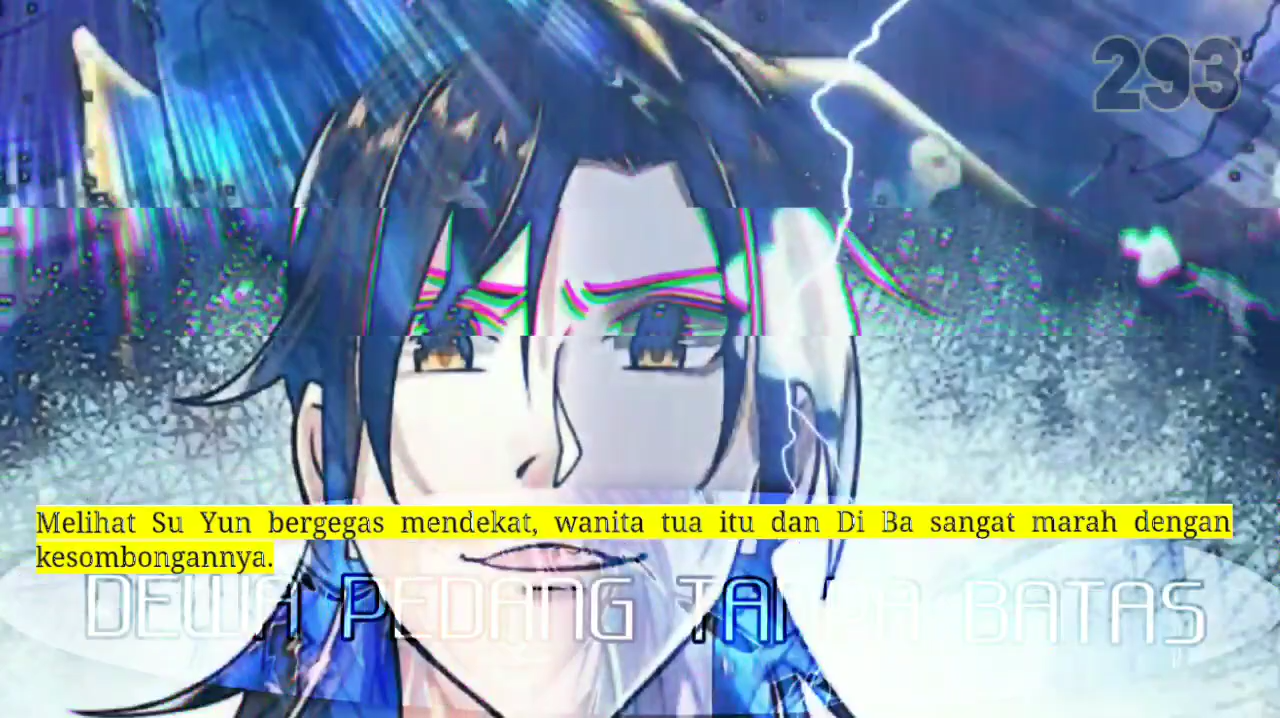 293
Melihat Su Yun bergegas mendekat, wanita tua itu dan Di Ba sangat marah dengan
kesombongannya.
DEWA PEDANG TANPA BATAS